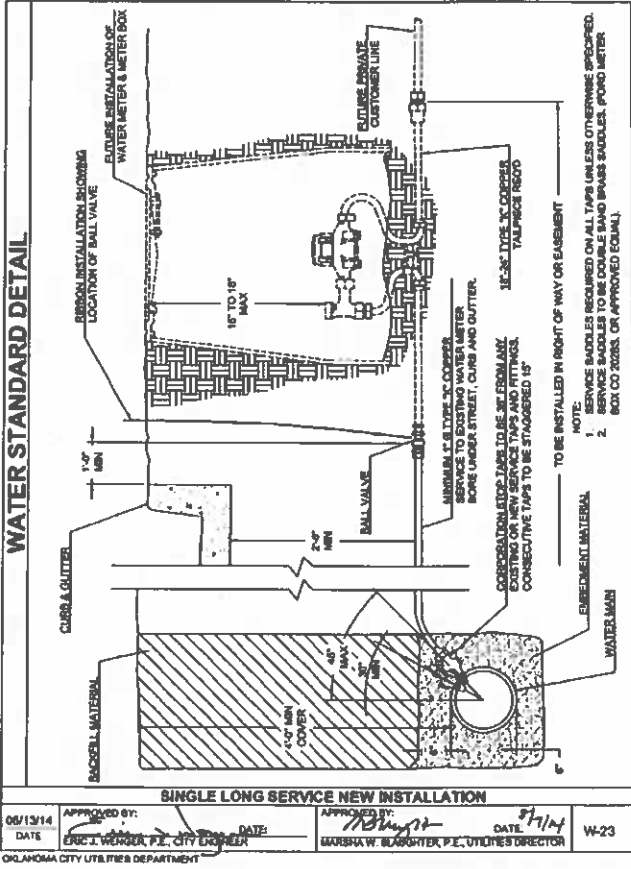 WATER STANDARD DETAIL
CURB & GUTTER
BACKFILL MATERIAL
1'-0"
MIN
RIBBON INSTALLATION SHOWING
LOCATION OF BALL VALVE
FUTURE INSTALLATION OF
WATER METER & METER BOX
16" TO 18"
MAX
FUTURE PRIVATE
CUSTOMER LINE
2'-0"
MIN
4'-0" MIN
COVER
45°
MAX
MIN
BALL VALVE
MINIMUM 1" Ø TYPE "K" COPPER
SERVICE TO EXISTING WATER METER
BORE UNDER STREET, CURB AND GUTTER.
TYPE "K" COPPER
TAILPIECE REQ'D
CORPORATION STOP TAPS TO BE FROM ANY
EXISTING OR NEW SERVICE TAPS AND FITTINGS.
CONSECUTIVE TAPS TO BE STAGGERED 15°
TO BE INSTALLED IN RIGHT OF WAY OR EASEMENT
6"
6"
EMBEDMENT MATERIAL
WATER MAIN
NOTE:
1. SERVICE SADDLES REQUIRED ON ALL TAPS UNLESS OTHERWISE SPECIFIED.
2. SERVICE SADDLES TO BE DOUBLE BAND BRASS SADDLES. (FORD METER
BOX CO 202BS, OR APPROVED EQUAL).
SINGLE LONG SERVICE NEW INSTALLATION
05/13/14
DATE
APPROVED BY:
DATE:
ERIC J. WENGER, P.E., CITY ENGINEER
APPROVED BY:
DATE
MARSHA W. SLAUGHTER, P.E., UTILITIES DIRECTOR
W-23
OKLAHOMA CITY UTILITIES DEPARTMENT